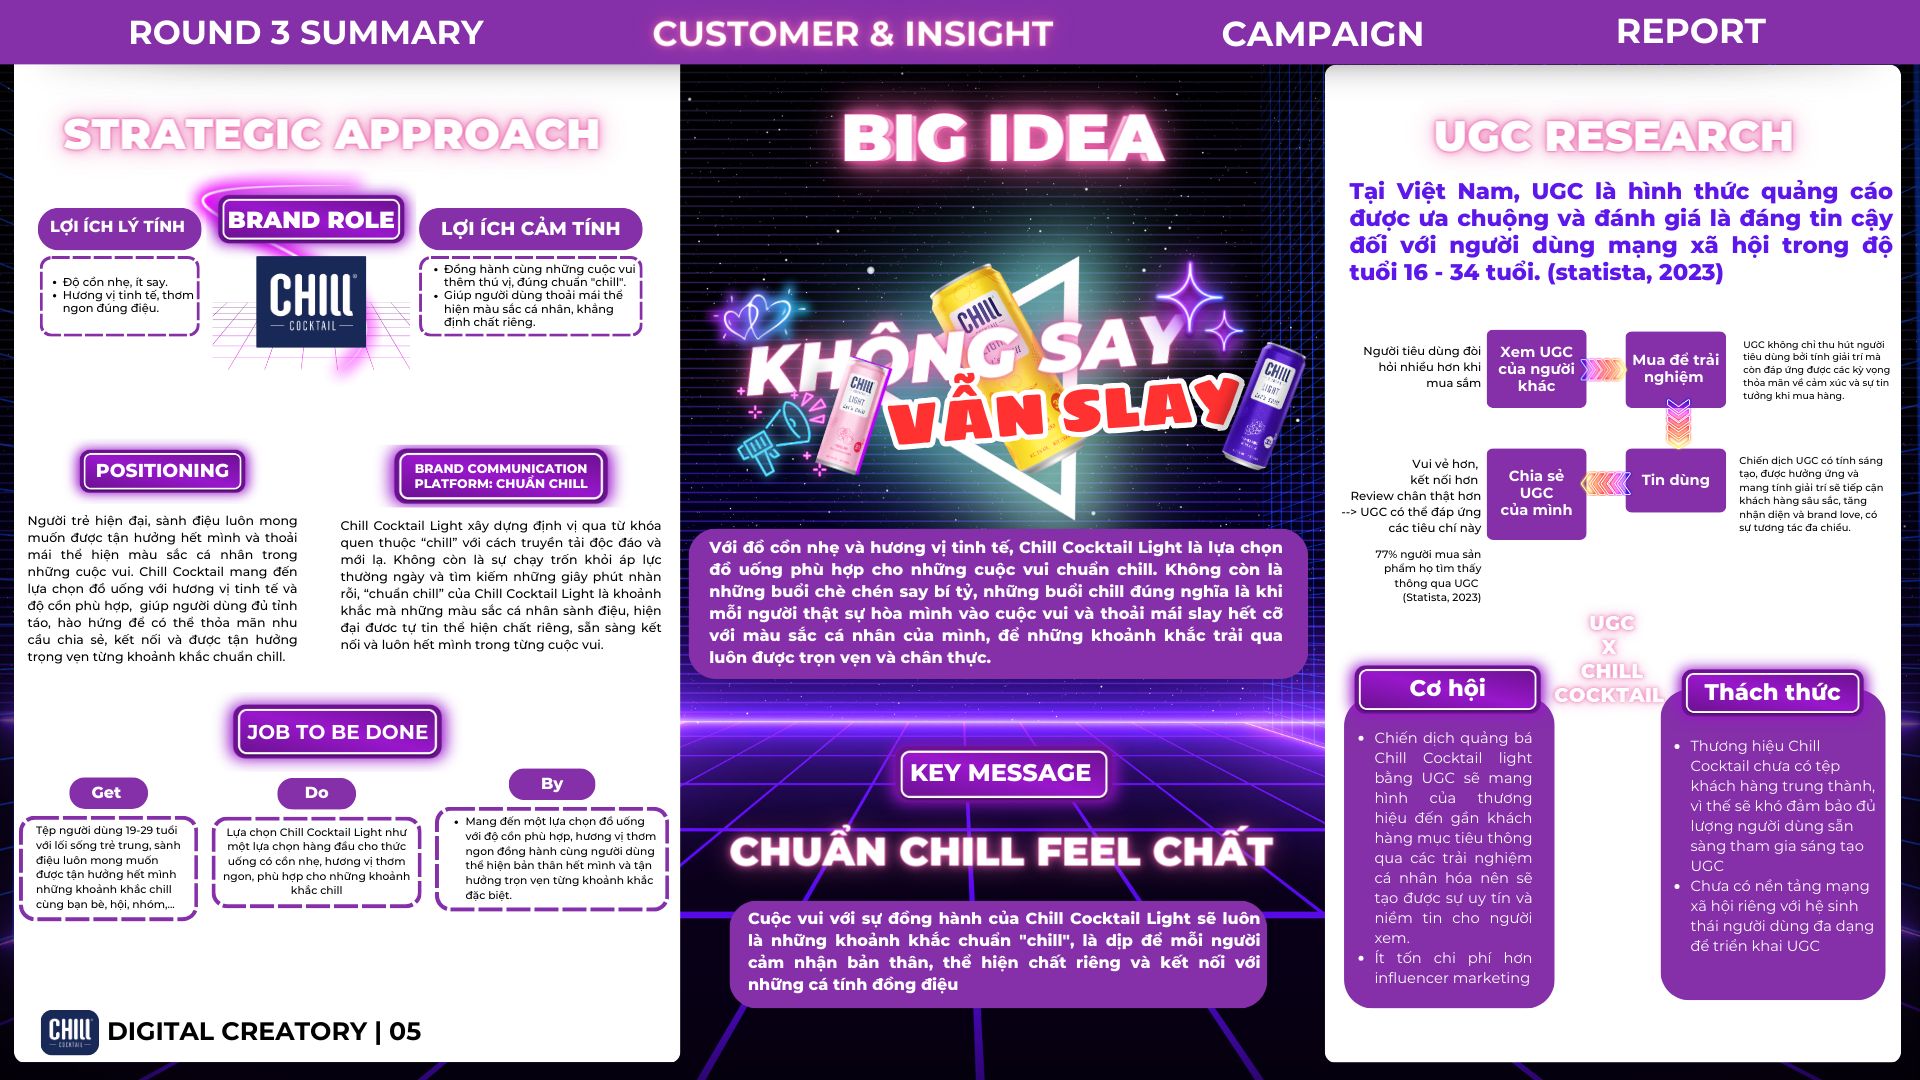 ROUND 3 SUMMARY
CUSTOMER & INSIGHT
CAMPAIGN
REPORT
STRATEGIC APPROACH
LỢI ÍCH LÝ TÍNH
BRAND ROLE
LỢI ÍCH CẢM TÍNH
• Độ cồn nhẹ, ít say.
• Hương vị tinh tế, thơm
ngon đúng điệu.
CHILL
COCKTAIL
• Đồng hành cùng những cuộc vui
thêm thú vị, đúng chuẩn "chill".
• Giúp người dùng thoải mái thể
hiện màu sắc cá nhân, khẳng
định chất riêng.
POSITIONING
Người trẻ hiện đại, sành điệu luôn mong
muốn được tận hưởng hết mình và thoải
mái thể hiện màu sắc cá nhân trong
những cuộc vui. Chill Cocktail mang đến
lựa chọn đồ uống với hương vị tinh tế và
độ cồn phù hợp, giúp người dùng đủ tỉnh
táo, hào hứng để có thể thỏa mãn nhu
cầu chia sẻ, kết nối và được tận hưởng
trọng vẹn từng khoảnh khắc chuẩn chill.
BRAND COMMUNICATION
PLATFORM: CHUẨN CHILL
Chill Cocktail Light xây dựng định vị qua từ khóa
quen thuộc “chill” với cách truyền tải độc đáo và
mới lạ. Không còn là sự chạy trốn khỏi áp lực
thường ngày và tìm kiếm những giây phút nhàn
rỗi, “chuẩn chill” của Chill Cocktail Light là khoảnh
khắc mà những màu sắc cá nhân sành điệu, hiện
đại đươc tự tin thể hiện chất riêng, sẵn sàng kết
nối và luôn hết mình trong từng cuộc vui.
JOB TO BE DONE
Get
Tệp người dùng 19-29 tuổi
với lối sống trẻ trung, sành
điệu luôn mong muốn
được tận hưởng hết mình
những khoảnh khắc chill
cùng bạn bè, hội, nhóm,...
Do
Lựa chọn Chill Cocktail Light như
một lựa chọn hàng đầu cho thức
uống có cồn nhẹ, hương vị thơm
ngon, phù hợp cho những khoảnh
khắc chill
By
• Mang đến một lựa chọn đồ uống
với độ cồn phù hợp, hương vị thơm
ngon đồng hành cùng người dùng
thể hiện bản thân hết mình và tận
hưởng trọn vẹn từng khoảnh khắc
đặc biệt.
CHILL
COCKTAIL
DIGITAL CREATORY | 05
BIG IDEA
KHÔNG SAY
VẪN SLAY
CHILL
CHILL
LIGHT
CHILL
LIGHT
Với đồ cồn nhẹ và hương vị tinh tế, Chill Cocktail Light là lựa chọn
đồ uống phù hợp cho những cuộc vui chuẩn chill. Không còn là
những buổi chè chén say bí tỷ, những buổi chill đúng nghĩa là khi
mỗi người thật sự hòa mình vào cuộc vui và thoải mái slay hết cỡ
với màu sắc cá nhân của mình, để những khoảnh khắc trải qua
luôn được trọn vẹn và chân thực.
KEY MESSAGE
CHUẨN CHILL FEEL CHẤT
Cuộc vui với sự đồng hành của Chill Cocktail Light sẽ luôn
là những khoảnh khắc chuẩn "chill", là dịp để mỗi người
cảm nhận bản thân, thể hiện chất riêng và kết nối với
những cá tính đồng điệu
UGC RESEARCH
Tại Việt Nam, UGC là hình thức quảng cáo
được ưa chuộng và đánh giá là đáng tin cậy
đối với người dùng mạng xã hội trong độ
tuổi 16 - 34 tuổi. (statista, 2023)
Người tiêu dùng đòi
hỏi nhiều hơn khi
mua sắm
Xem UGC
của người
khác
Mua để trải
nghiệm
UGC không chỉ thu hút người
tiêu dùng bởi tính giải trí mà
còn đáp ứng được các kỳ vọng
thỏa mãn về cảm xúc và sự tin
tưởng khi mua hàng.
Vui vẻ hơn,
kết nối hơn
Review chân thật hơn
--> UGC có thể đáp ứng
các tiêu chí này
77% người mua sản
phẩm họ tìm thấy
thông qua UGC
(Statista, 2023)
Chia sẻ
UGC
của mình
Tin dùng
Chiến dịch UGC có tính sáng
tạo, được hưởng ứng và
mang tính giải trí sẽ tiếp cận
khách hàng sâu sắc, tăng
nhận diện và brand love, có
sự tương tác đa chiều.
UGC
X
CHILL
COCKTAIL
Cơ hội
• Chiến dịch quảng bá
Chill Cocktail light
bằng UGC sẽ mang
hình của thương
hiệu đến gần khách
hàng mục tiêu thông
qua các trải nghiệm
cá nhân hóa nên sẽ
tạo được sự uy tín và
niềm tin cho người
xem.
• Ít tốn chi phí hơn
influencer marketing
Thách thức
• Thương hiệu Chill
Cocktail chưa có tệp
khách hàng trung thành,
vì thế sẽ khó đảm bảo đủ
lượng người dùng sẵn
sàng tham gia sáng tạo
UGC
• Chưa có nền tảng mạng
xã hội riêng với hệ sinh
thái người dùng đa dạng
để triển khai UGC